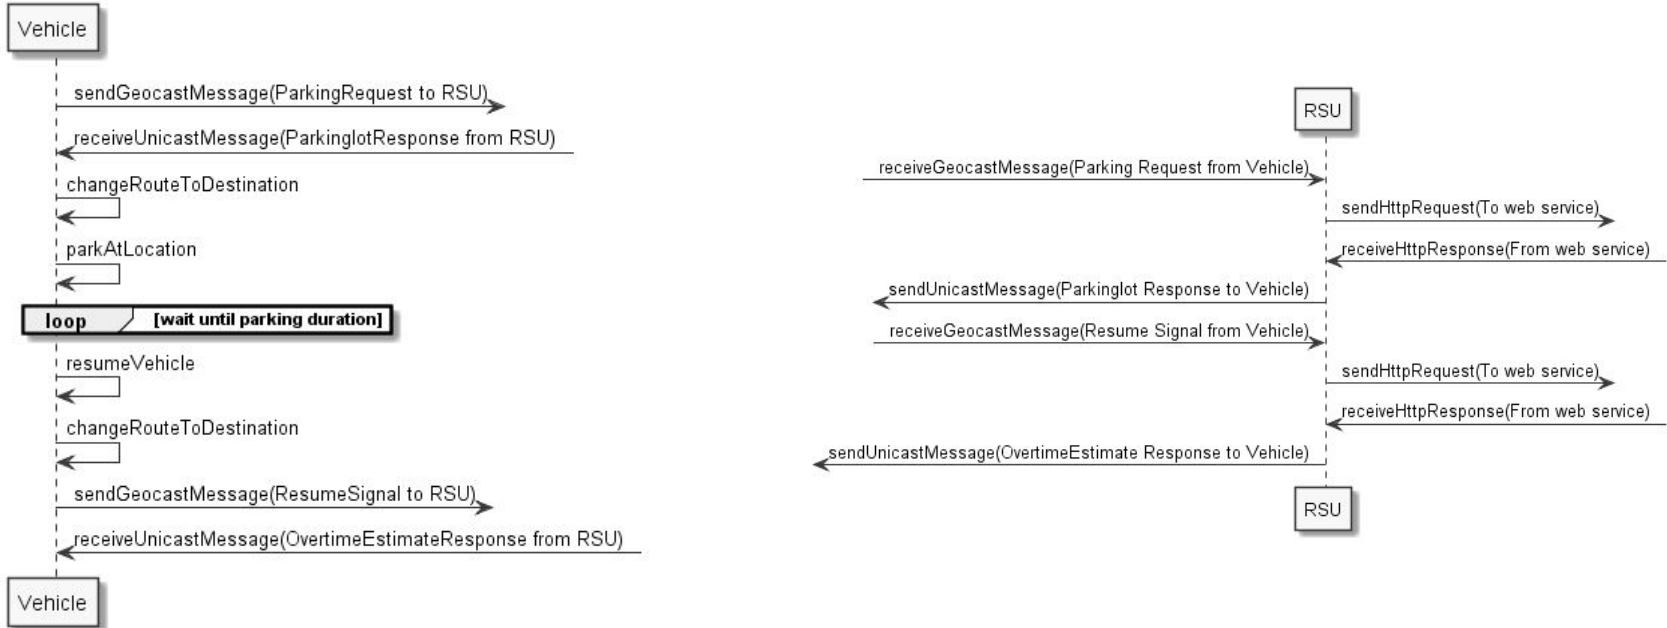 Vehicle
sendGeocastMessage(ParkingRequest to RSU)
receiveUnicastMessage(ParkinglotResponse from RSU)
changeRouteToDestination
parkAtLocation
loop [wait until parking duration]
resumeVehicle
changeRouteToDestination
sendGeocastMessage(ResumeSignal to RSU)
receiveUnicastMessage(OvertimeEstimateResponse from RSU)
Vehicle
RSU
receiveGeocastMessage(Parking Request from Vehicle)
sendHttpRequest(To web service)
receiveHttpResponse(From web service)
sendUnicastMessage(Parkinglot Response to Vehicle)
receiveGeocastMessage(Resume Signal from Vehicle)
sendHttpRequest(To web service)
receiveHttpResponse(From web service)
sendUnicastMessage(OvertimeEstimate Response to Vehicle)
RSU